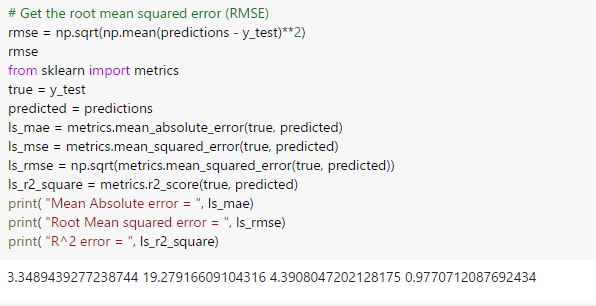 # Get the root mean squared error (RMSE)
rmse = np.sqrt(np.mean(predictions - y_test)**2)
rmse
from sklearn import metrics
true = y_test
predicted = predictions
ls_mae = metrics.mean_absolute_error(true, predicted)
ls_mse = metrics.mean_squared_error(true, predicted)
ls_rmse = np.sqrt(metrics.mean_squared_error(true, predicted))
ls_r2_square = metrics.r2_score(true, predicted)
print( "Mean Absolute error = ", ls_mae)
print( "Root Mean squared error = ", ls_rmse)
print( "R^2 error = ", ls_r2_square)
3.3489439277238744 19.27916609104316 4.3908047202128175 0.9770712087692434